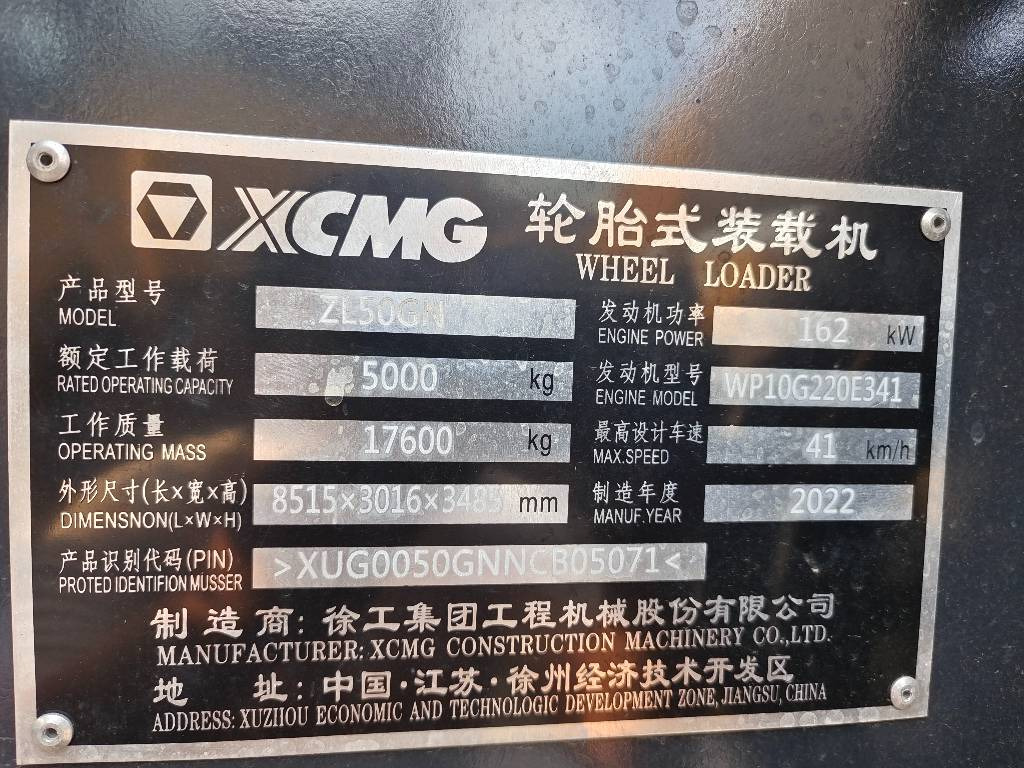 XCMG 轮胎式装载机
WHEEL LOADER
产品型号 ZL50GN
MODEL
发动机功率 162 kW
ENGINE POWER
额定工作载荷 5000 kg
RATED OPERATING CAPACITY
发动机型号 WP10G220E341
ENGINE MODEL
工作质量 17600 kg
OPERATING MASS
最高设计车速 41 km/h
MAX.SPEED
外形尺寸(长×宽×高) 8515×3016×3485 mm
DIMENSNON(L×W×H)
制造年度 2022
MANUF.YEAR
产品识别代码(PIN) >XUG0050GNNCB05071<
PROTED IDENTIFION MUSSER
制造商: 徐工集团工程机械股份有限公司
MANUFACTURER: XCMG CONSTRUCTION MACHINERY CO.,LTD.
地 址: 中国·江苏·徐州经济技术开发区
ADDRESS: XUZIIOU ECONOMIC AND TECHNOLOGIC DEVELOPMENT ZONE, JIANGSU, CHINA